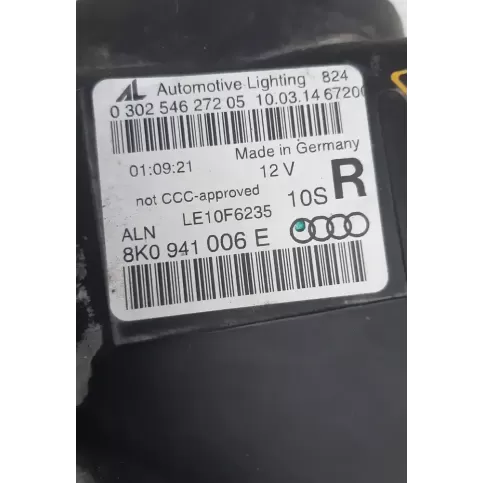 AL Automotive Lighting 824
0 302 546 272 05 10.03.14 67200
Made in Germany
01:09:21 12 V
not CCC-approved
10S R
LE10F6235
ALN
8K0 941 006 E